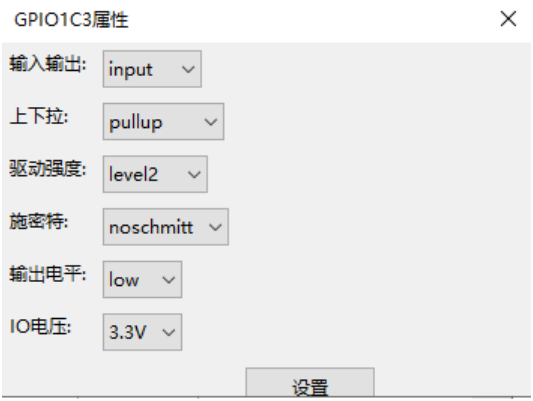 GPIO1C3属性
输入输出: input
上下拉: pullup
驱动强度: level2
施密特: noschmitt
输出电平: low
IO电压: 3.3V
设置